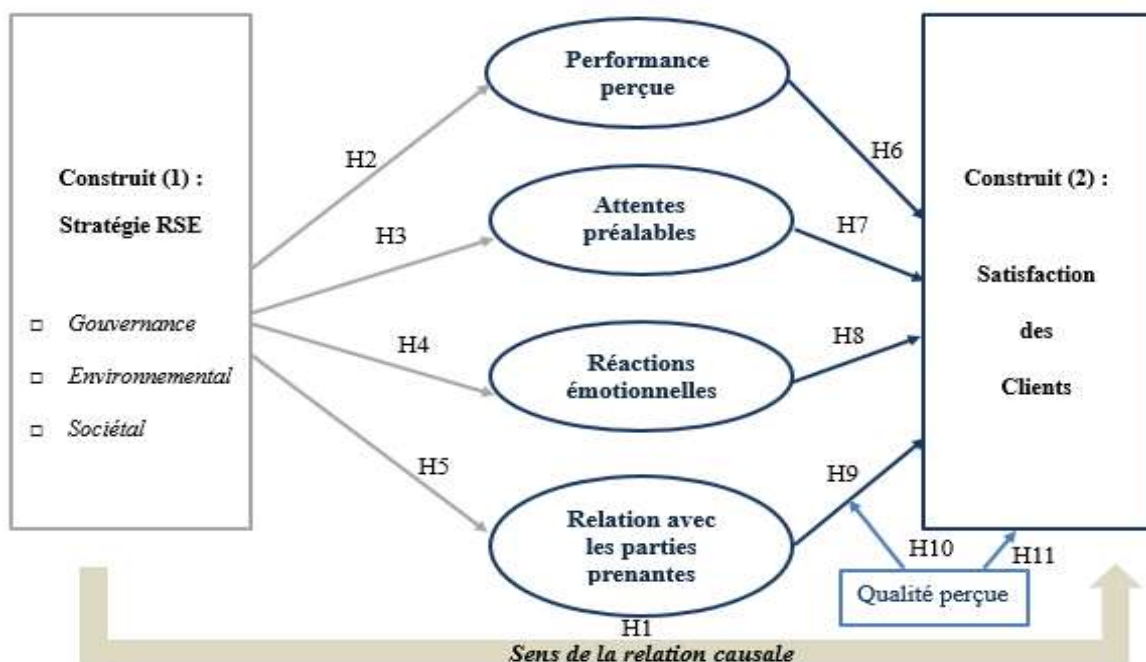 Construit (1) :
Stratégie RSE
□ Gouvernance
□ Environnemental
□ Sociétal
H2
H3
H4
H5
Performance
perçue
Attentes
préalables
Réactions
émotionnelles
Relation avec
les parties
prenantes
H6
H7
H8
H9
H10
H11
Qualité perçue
Construit (2) :
Satisfaction
des
Clients
H1
Sens de la relation causale